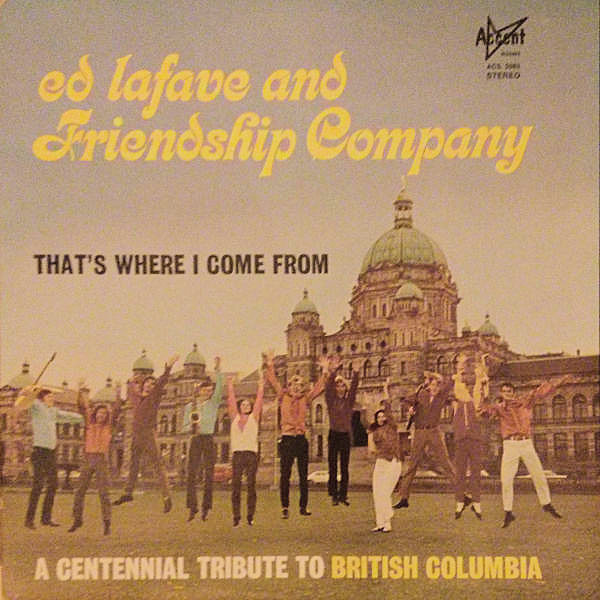 Accent
STEREO
ed lafave and
Friendship Company
THAT'S WHERE I COME FROM
A CENTENNIAL TRIBUTE TO BRITISH COLUMBIA